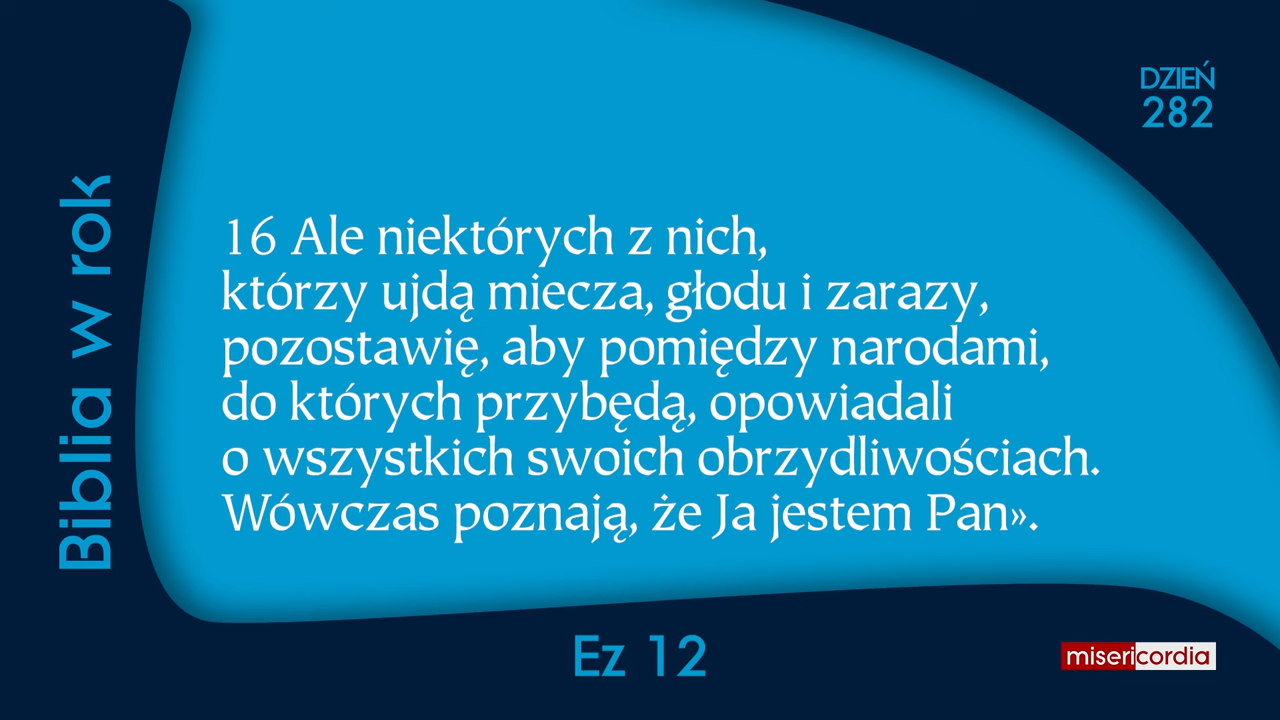 DZIEŃ
282
Biblia w rok
16 Ale niektórych z nich,
którzy ujdą miecza, głodu i zarazy,
pozostawię, aby pomiędzy narodami,
do których przybędą, opowiadali
o wszystkich swoich obrzydliwościach.
Wówczas poznają, że Ja jestem Pan».
Ez 12
misericordia